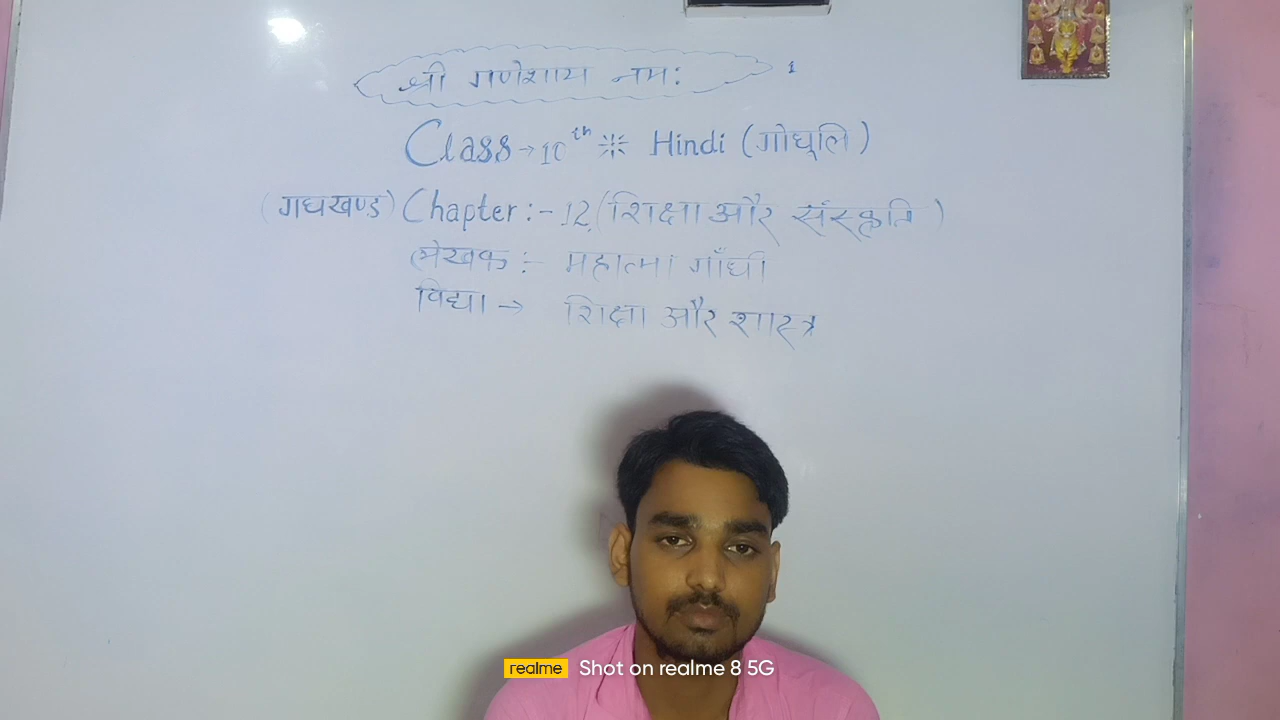 श्री गणेशाय नमः 1
Class → 10th Hindi (गोधूलि)
(गद्यखण्ड) Chapter :- 12, (शिक्षा और संस्कृति)
लेखक :- महात्मा गाँधी
विद्या → शिक्षा और शास्त्र
realme Shot on realme 8 5G